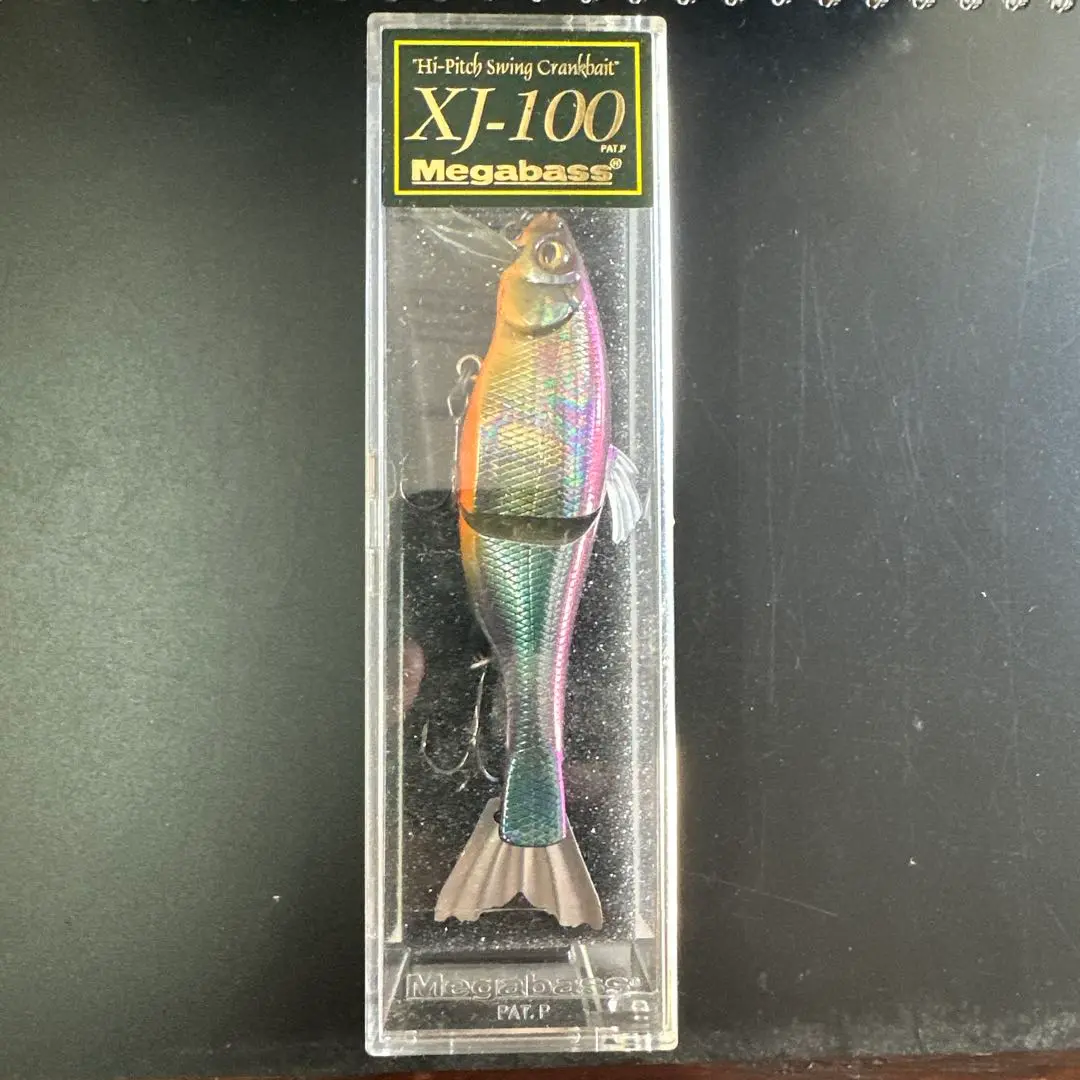 "Hi-Pitch Swing Crankbait"
XJ-100
PAT.P
Megabass®
Megabass®
PAT. P